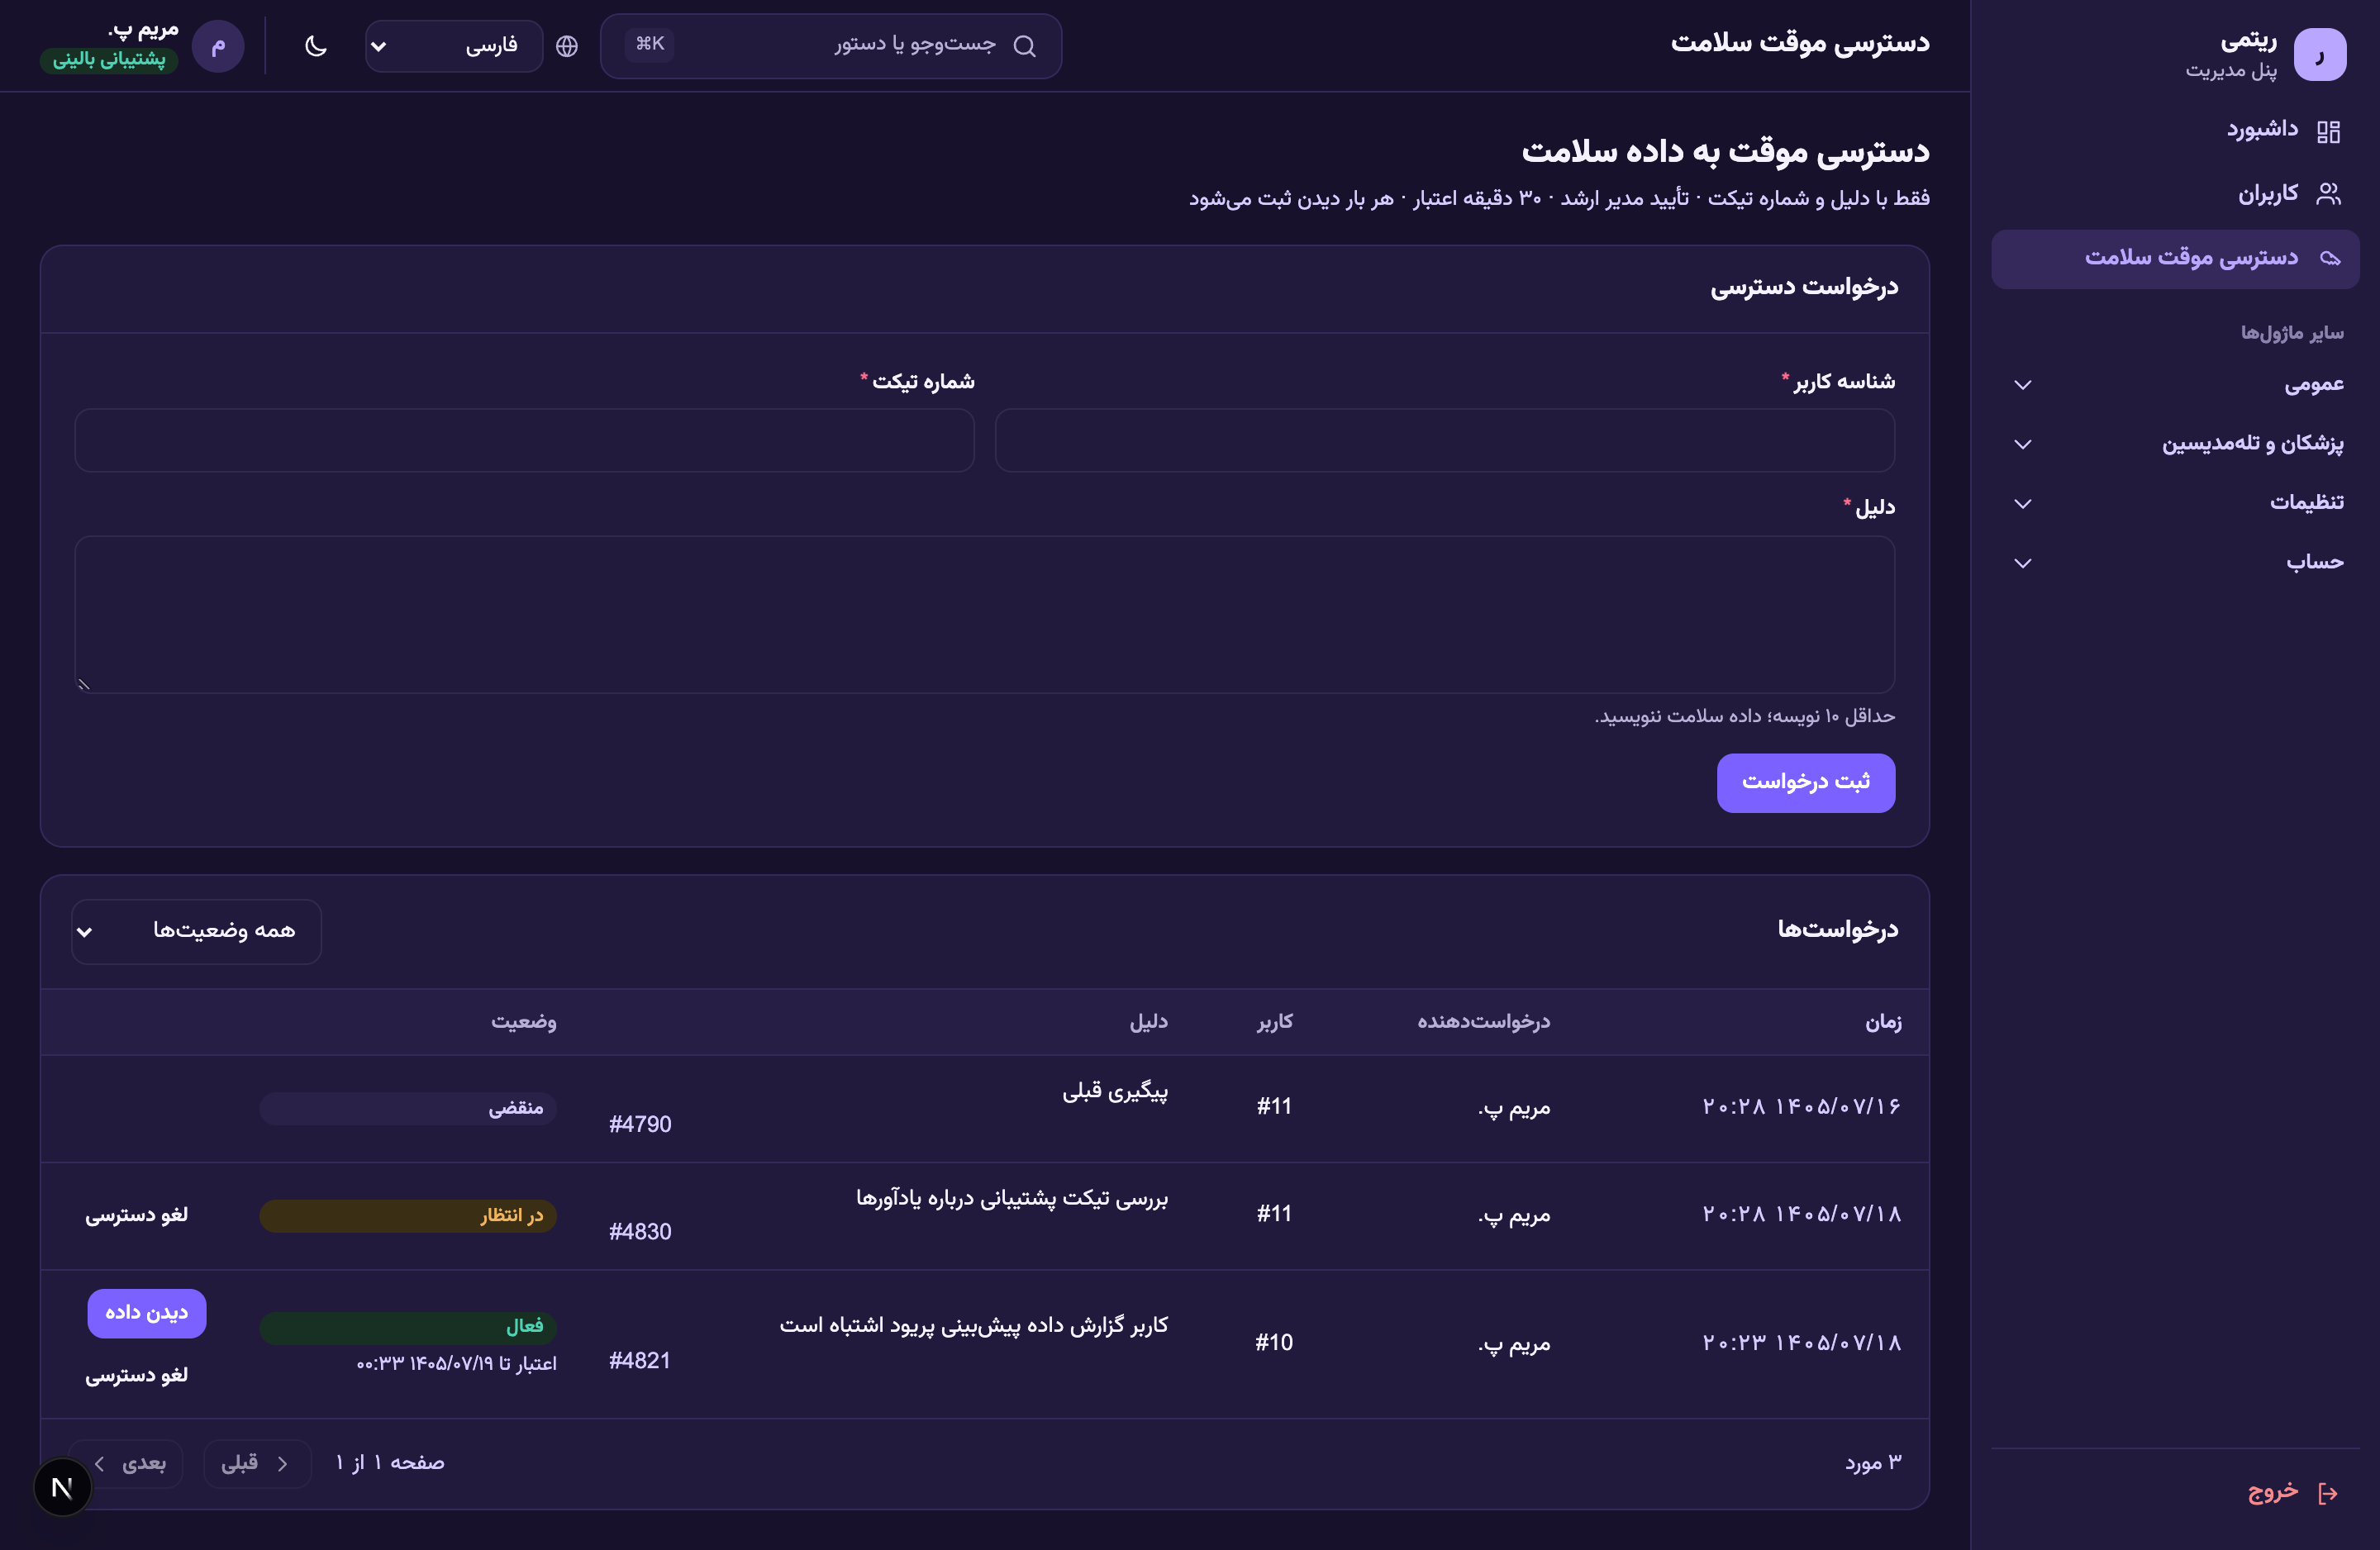 ر
ریتمی
پنل مدیریت
داشبورد
کاربران
دسترسی موقت سلامت
سایر ماژول‌ها
عمومی
پزشکان و تله‌مدیسین
تنظیمات
حساب
خروج
دسترسی موقت سلامت
جست‌وجو یا دستور
⌘K
فارسی
م
مریم پ.
پشتیبانی بالینی
دسترسی موقت به داده سلامت
فقط با دلیل و شماره تیکت · تأیید مدیر ارشد · ۳۰ دقیقه اعتبار · هر بار دیدن ثبت می‌شود
درخواست دسترسی
شناسه کاربر *
شماره تیکت *
دلیل *
حداقل ۱۰ نویسه؛ داده سلامت ننویسید.
ثبت درخواست
درخواست‌ها
همه وضعیت‌ها
زمان درخواست‌دهنده کاربر دلیل وضعیت
۱۴۰۵/۰۷/۱۶ ۲۰:۲۸ مریم پ. #11 پیگیری قبلی #4790 منقضی
۱۴۰۵/۰۷/۱۸ ۲۰:۲۸ مریم پ. #11 بررسی تیکت پشتیبانی درباره یادآورها #4830 در انتظار لغو دسترسی
۱۴۰۵/۰۷/۱۸ ۲۰:۲۳ مریم پ. #10 کاربر گزارش داده پیش‌بینی پریود اشتباه است #4821 فعال دیدن داده
اعتبار تا ۱۴۰۵/۰۷/۱۹ ۰۰:۳۳ لغو دسترسی
۳ مورد
صفحه ۱ از ۱
قبلی
بعدی
N